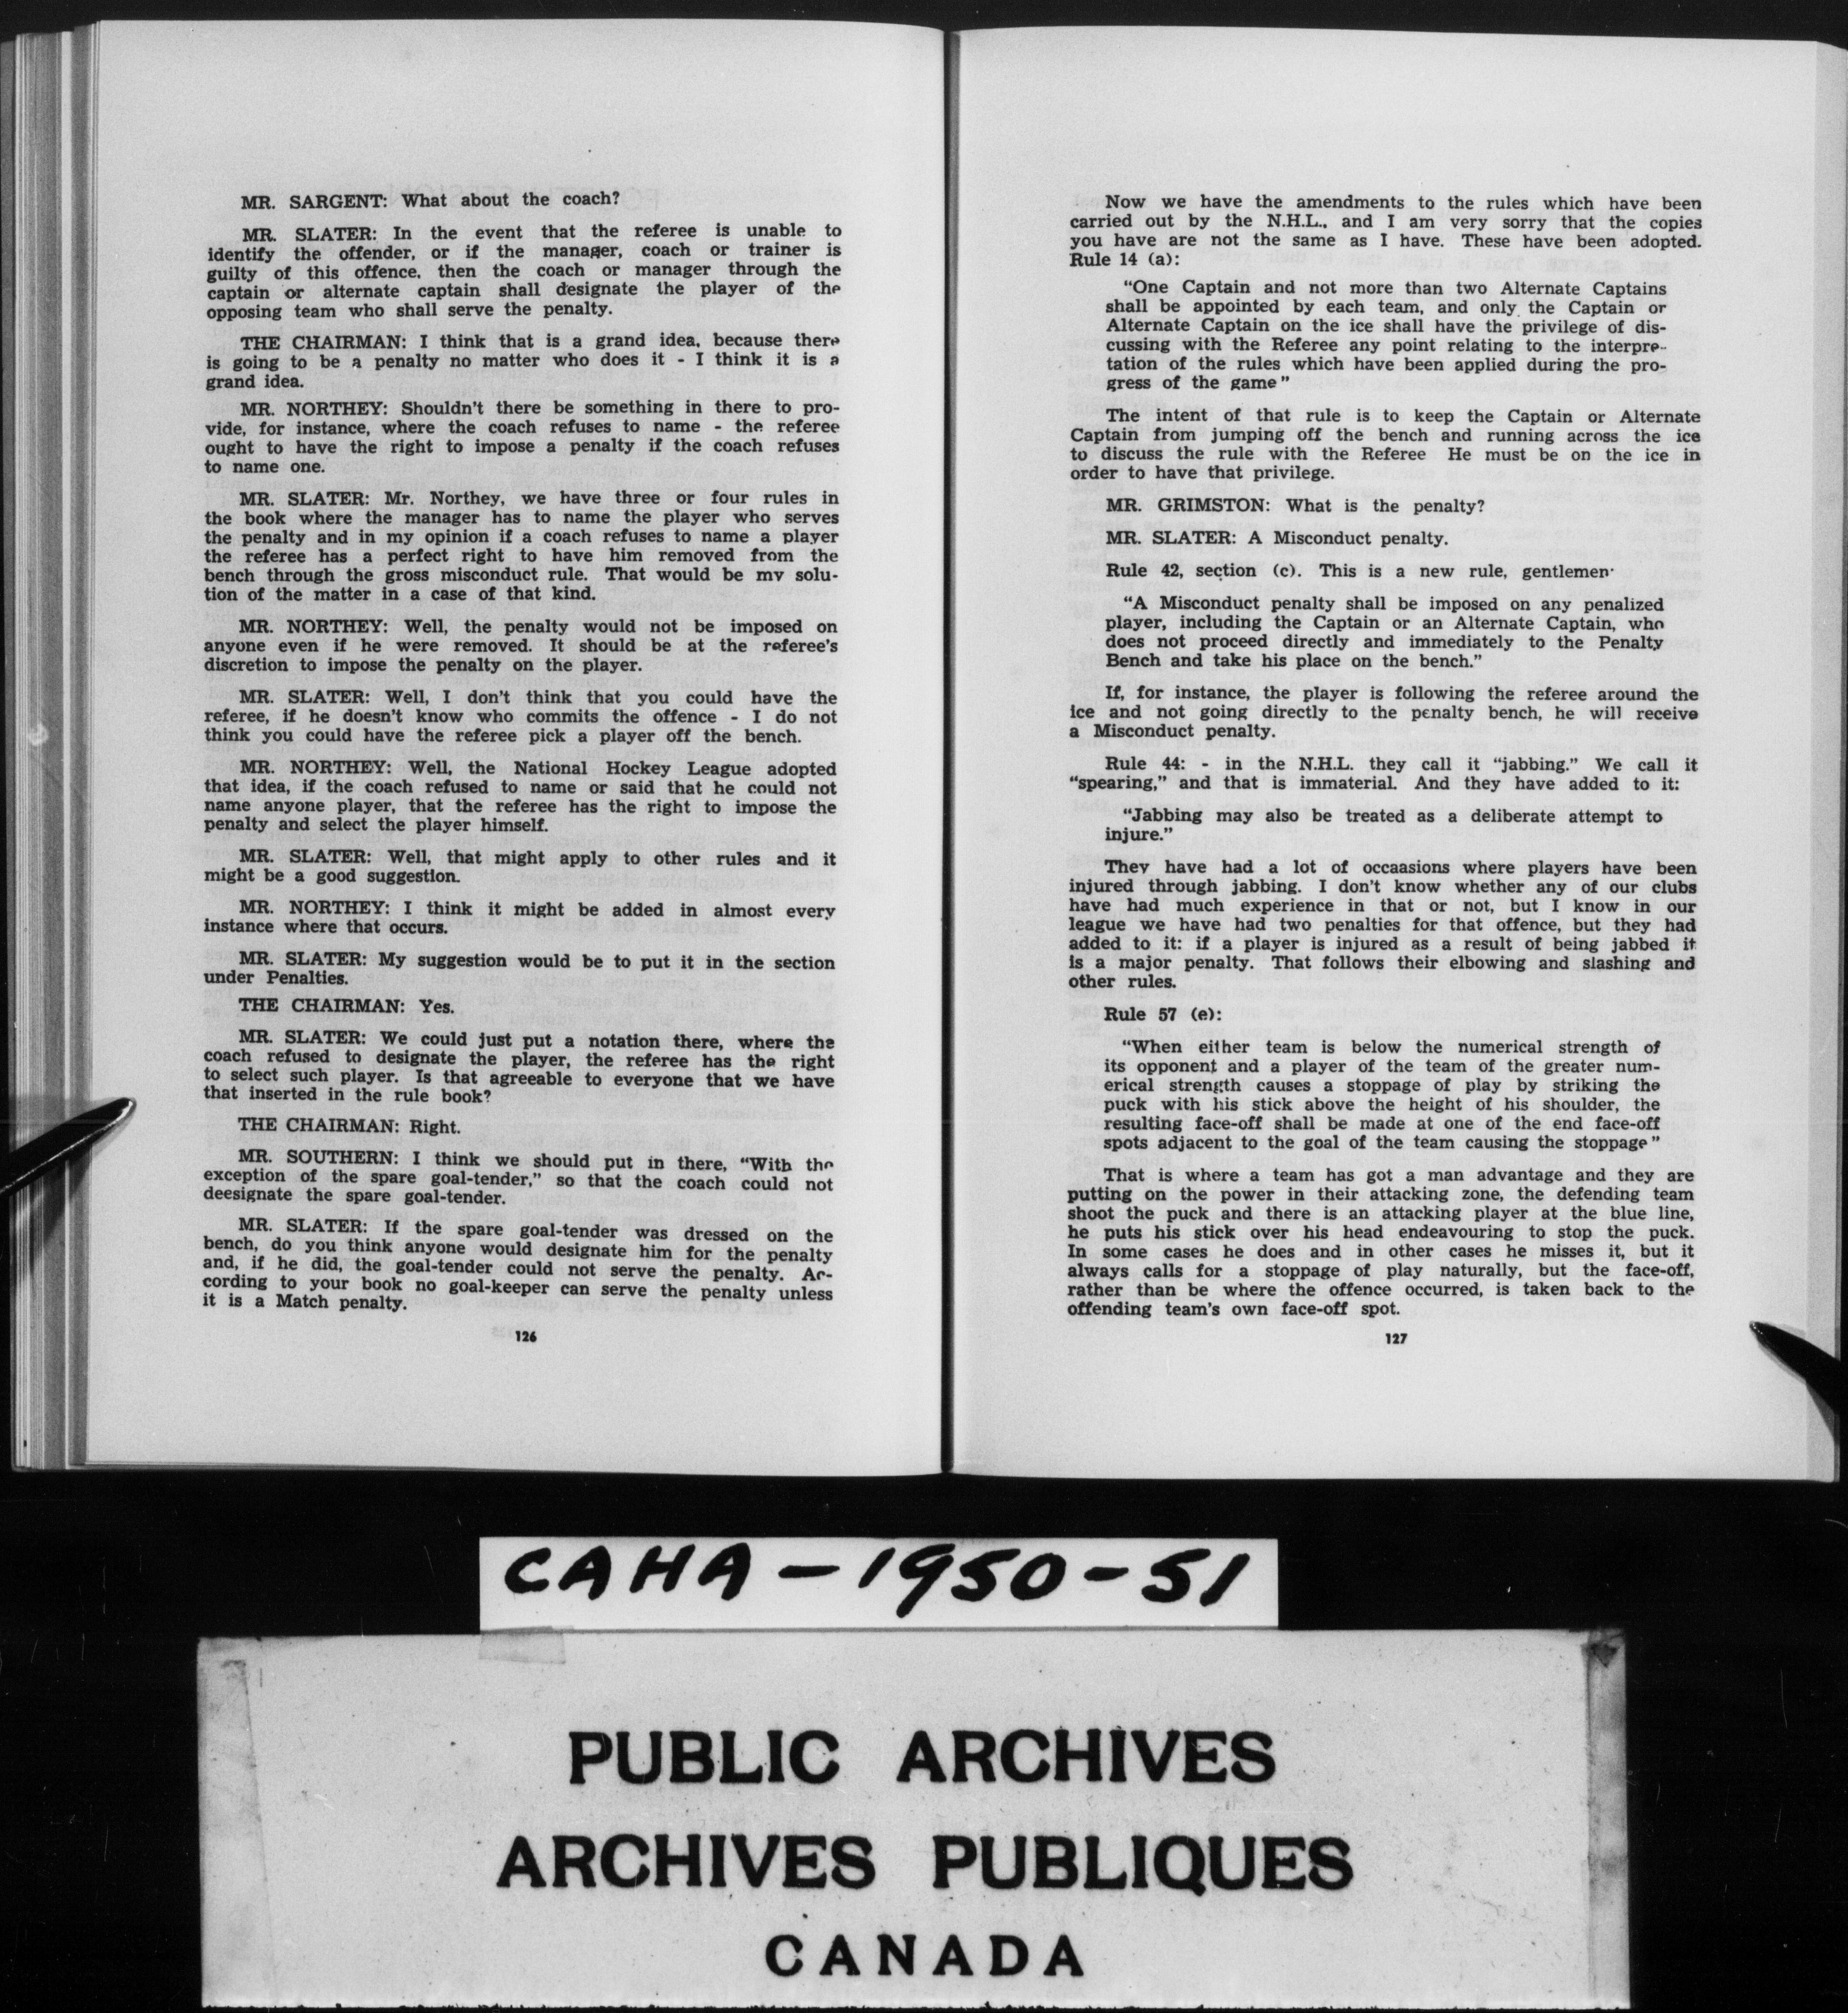 MR. SARGENT: What about the coach?
MR. SLATER: In the event that the referee is unable to
identify the offender, or if the manager, coach or trainer is
guilty of this offence, then the coach or manager through the
captain or alternate captain shall designate the player of the
opposing team who shall serve the penalty.
THE CHAIRMAN: I think that is a grand idea, because there
is going to be a penalty no matter who does it - I think it is a
grand idea.
MR. NORTHEY: Shouldn't there be something in there to pro-
vide, for instance, where the coach refuses to name - the referee
ought to have the right to impose a penalty if the coach refuses
to name one.
MR. SLATER: Mr. Northey, we have three or four rules in
the book where the manager has to name the player who serves
the penalty and in my opinion if a coach refuses to name a player
the referee has a perfect right to have him removed from the
bench through the gross misconduct rule. That would be my solu-
tion of the matter in a case of that kind.
MR. NORTHEY: Well, the penalty would not be imposed on
anyone even if he were removed. It should be at the referee's
discretion to impose the penalty on the player.
MR. SLATER: Well, I don't think that you could have the
referee, if he doesn't know who commits the offence - I do not
think you could have the referee pick a player off the bench.
MR. NORTHEY: Well, the National Hockey League adopted
that idea, if the coach refused to name or said that he could not
name anyone player, that the referee has the right to impose the
penalty and select the player himself.
MR. SLATER: Well, that might apply to other rules and it
might be a good suggestion.
MR. NORTHEY: I think it might be added in almost every
instance where that occurs.
MR. SLATER: My suggestion would be to put it in the section
under Penalties.
THE CHAIRMAN: Yes.
MR. SLATER: We could just put a notation there, where the
coach refused to designate the player, the referee has the right
to select such player. Is that agreeable to everyone that we have
that inserted in the rule book?
THE CHAIRMAN: Right.
MR. SOUTHERN: I think we should put in there, “With the
exception of the spare goal-tender,” so that the coach could not
deesignate the spare goal-tender.
MR. SLATER: If the spare goal-tender was dressed on the
bench, do you think anyone would designate him for the penalty
and, if he did, the goal-tender could not serve the penalty. Ac-
cording to your book no goal-keeper can serve the penalty unless
it is a Match penalty.
126
Now we have the amendments to the rules which have been
carried out by the N.H.L., and I am very sorry that the copies
you have are not the same as I have. These have been adopted.
Rule 14 (a):
“One Captain and not more than two Alternate Captains
shall be appointed by each team, and only the Captain or
Alternate Captain on the ice shall have the privilege of dis-
cussing with the Referee any point relating to the interpre-
tation of the rules which have been applied during the pro-
gress of the game”
The intent of that rule is to keep the Captain or Alternate
Captain from jumping off the bench and running across the ice
to discuss the rule with the Referee He must be on the ice in
order to have that privilege.
MR. GRIMSTON: What is the penalty?
MR. SLATER: A Misconduct penalty.
Rule 42, section (c). This is a new rule, gentlemen·
“A Misconduct penalty shall be imposed on any penalized
player, including the Captain or an Alternate Captain, who
does not proceed directly and immediately to the Penalty
Bench and take his place on the bench.”
If, for instance, the player is following the referee around the
ice and not going directly to the penalty bench, he will receive
a Misconduct penalty.
Rule 44: - in the N.H.L. they call it “jabbing.” We call it
“spearing,” and that is immaterial. And they have added to it:
“Jabbing may also be treated as a deliberate attempt to
injure.”
They have had a lot of occaasions where players have been
injured through jabbing. I don't know whether any of our clubs
have had much experience in that or not, but I know in our
league we have had two penalties for that offence, but they had
added to it: if a player is injured as a result of being jabbed it
is a major penalty. That follows their elbowing and slashing and
other rules.
Rule 57 (e):
“When either team is below the numerical strength of
its opponent and a player of the team of the greater num-
erical strength causes a stoppage of play by striking the
puck with his stick above the height of his shoulder, the
resulting face-off shall be made at one of the end face-off
spots adjacent to the goal of the team causing the stoppage”
That is where a team has got a man advantage and they are
putting on the power in their attacking zone, the defending team
shoot the puck and there is an attacking player at the blue line,
he puts his stick over his head endeavouring to stop the puck.
In some cases he does and in other cases he misses it, but it
always calls for a stoppage of play naturally, but the face-off,
rather than be where the offence occurred, is taken back to the
offending team's own face-off spot.
127
CAHA - 1950-51
PUBLIC ARCHIVES
ARCHIVES PUBLIQUES
CANADA